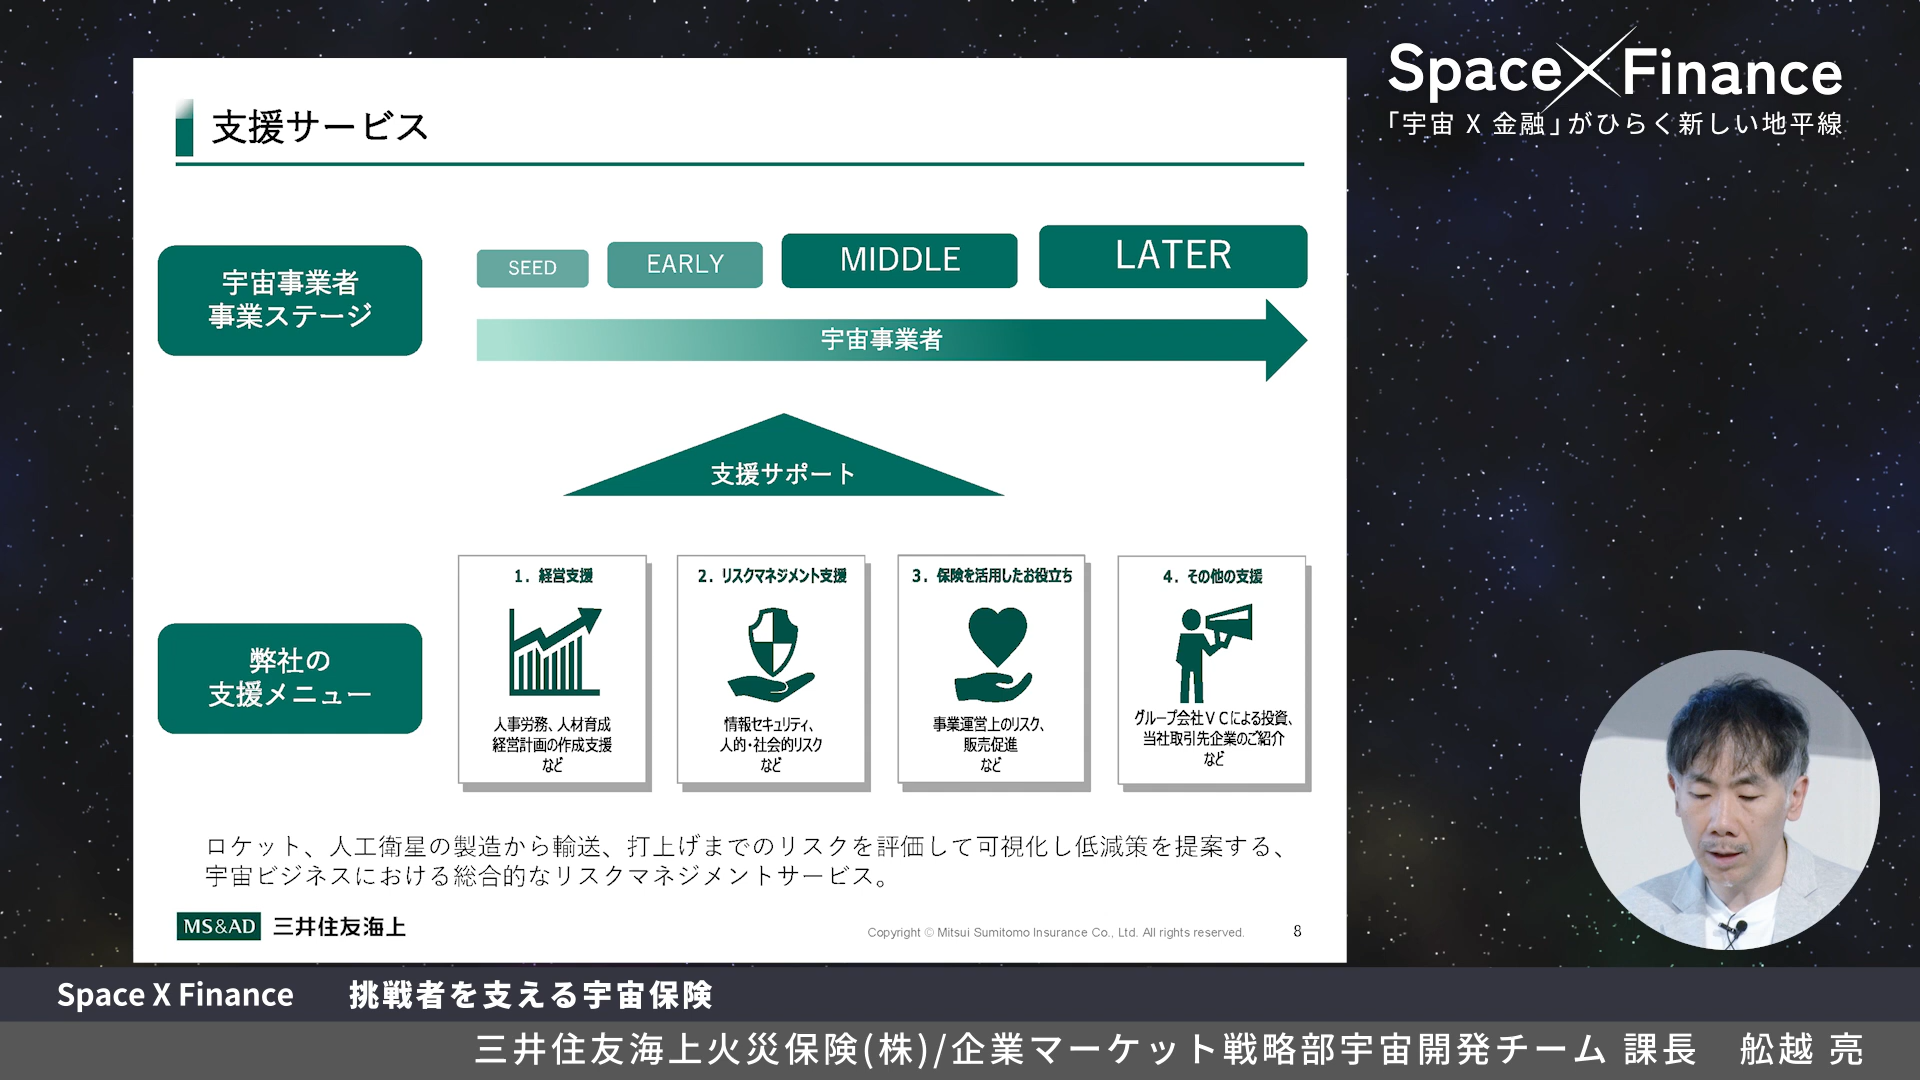 Space X Finance
「宇宙 X 金融」がひらく新しい地平線
支援サービス
宇宙事業者
事業ステージ
SEED
EARLY
MIDDLE
LATER
宇宙事業者
支援サポート
弊社の
支援メニュー
1. 経営支援
人事労務、人材育成
経営計画の作成支援
など
2. リスクマネジメント支援
情報セキュリティ、
人的・社会的リスク
など
3. 保険を活用したお役立ち
事業運営上のリスク、
販売促進
など
4. その他の支援
グループ会社ＶＣによる投資、
当社取引先企業のご紹介
など
ロケット、人工衛星の製造から輸送、打上げまでのリスクを評価して可視化し低減策を提案する、
宇宙ビジネスにおける総合的なリスクマネジメントサービス。
MS&AD 三井住友海上
Copyright © Mitsui Sumitomo Insurance Co., Ltd. All rights reserved.
8
Space X Finance 挑戦者を支える宇宙保険
三井住友海上火災保険(株)/企業マーケット戦略部宇宙開発チーム 課長 舩越 亮